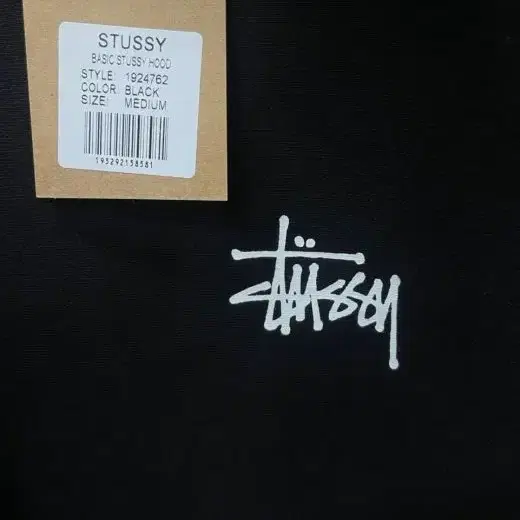 STUSSY
BASIC STUSSY HOOD
STYLE: 1924762
COLOR: BLACK
SIZE: MEDIUM
193292158581
Stüssy